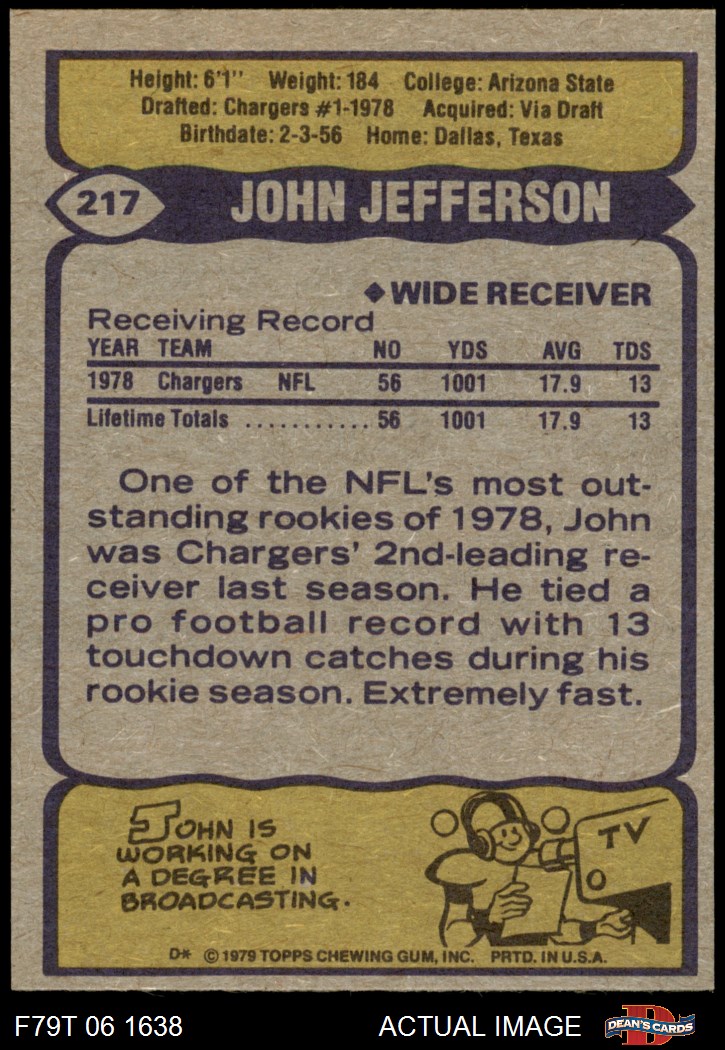 Height: 6'1" Weight: 184 College: Arizona State
Drafted: Chargers #1-1978 Acquired: Via Draft
Birthdate: 2-3-56 Home: Dallas, Texas
217 JOHN JEFFERSON
◆WIDE RECEIVER
Receiving Record
YEAR TEAM NO YDS AVG TDS
1978 Chargers NFL 56 1001 17.9 13
Lifetime Totals ........... 56 1001 17.9 13
One of the NFL's most out-
standing rookies of 1978, John
was Chargers' 2nd-leading re-
ceiver last season. He tied a
pro football record with 13
touchdown catches during his
rookie season. Extremely fast.
JOHN IS
WORKING ON
A DEGREE IN
BROADCASTING.
TV
D* © 1979 TOPPS CHEWING GUM, INC. PRTD. IN U.S.A.
F79T 06 1638 ACTUAL IMAGE DEAN'S CARDS